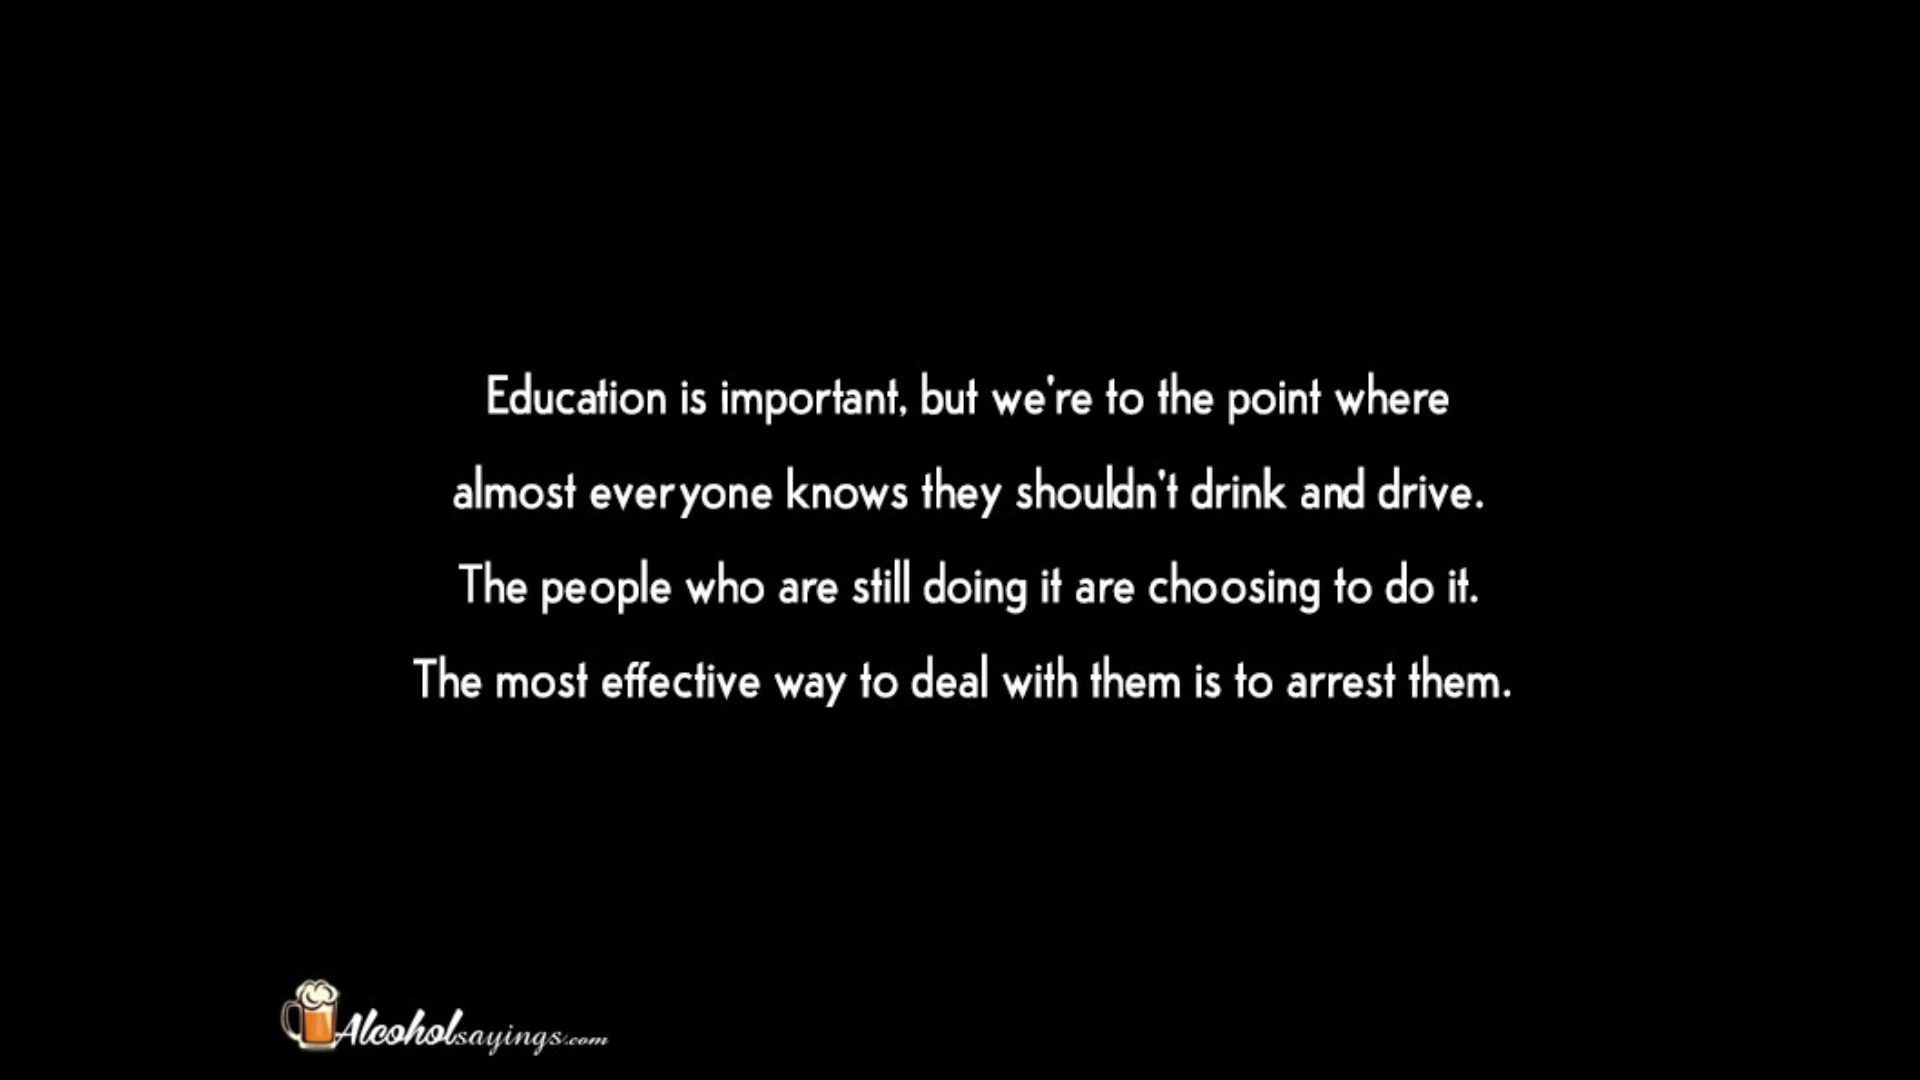 Education is important, but we're to the point where
almost everyone knows they shouldn't drink and drive.
The people who are still doing it are choosing to do it.
The most effective way to deal with them is to arrest them.
Alcoholsayings.com